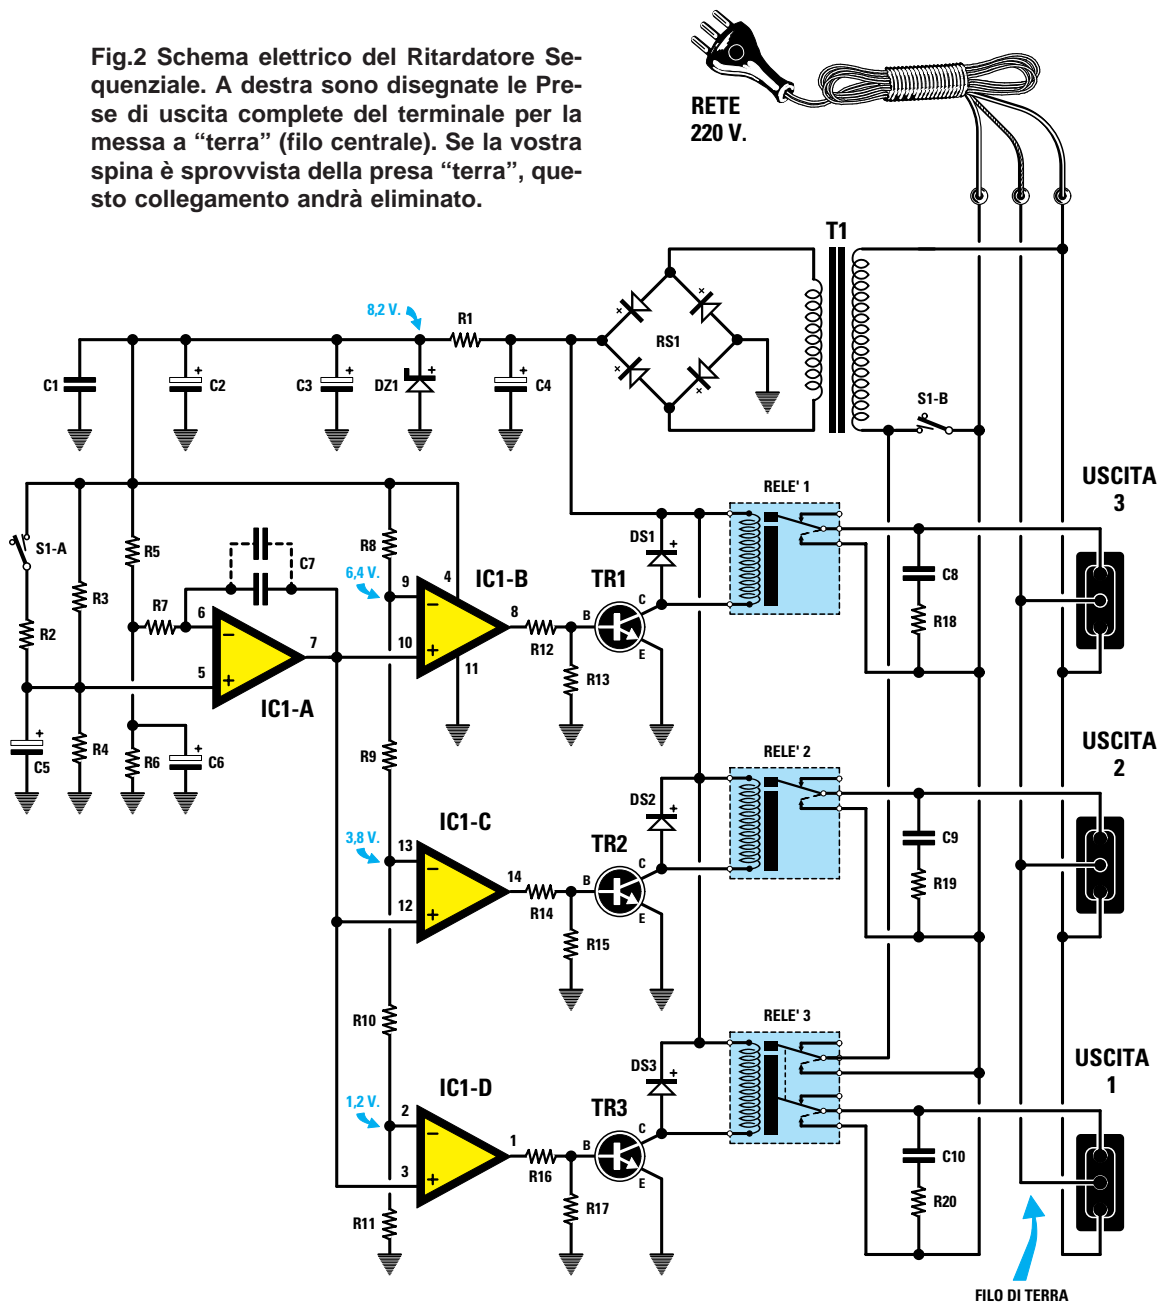 Fig.2 Schema elettrico del Ritardatore Se-
quenziale. A destra sono disegnate le Pre-
se di uscita complete del terminale per la
messa a “terra” (filo centrale). Se la vostra
spina è sprovvista della presa “terra”, que-
sto collegamento andrà eliminato.
RETE
220 V.
T1
8,2 V.
R1
RS1
C1
C2
C3
DZ1
C4
S1-B
USCITA
3
RELE' 1
S1-A
R5
R3
R2
R7
C7
R8
6,4 V.
9
4
IC1-B
8
10
11
6
5
7
IC1-A
R12
R13
TR1
B
C
E
DS1
C8
R18
C5
R4
R6
C6
R9
USCITA
2
RELE' 2
IC1-C
3,8 V.
13
14
12
R14
R15
TR2
B
C
E
DS2
C9
R19
R10
RELE' 3
USCITA
1
IC1-D
1,2 V.
2
1
3
R16
R17
TR3
B
C
E
DS3
C10
R20
R11
FILO DI TERRA